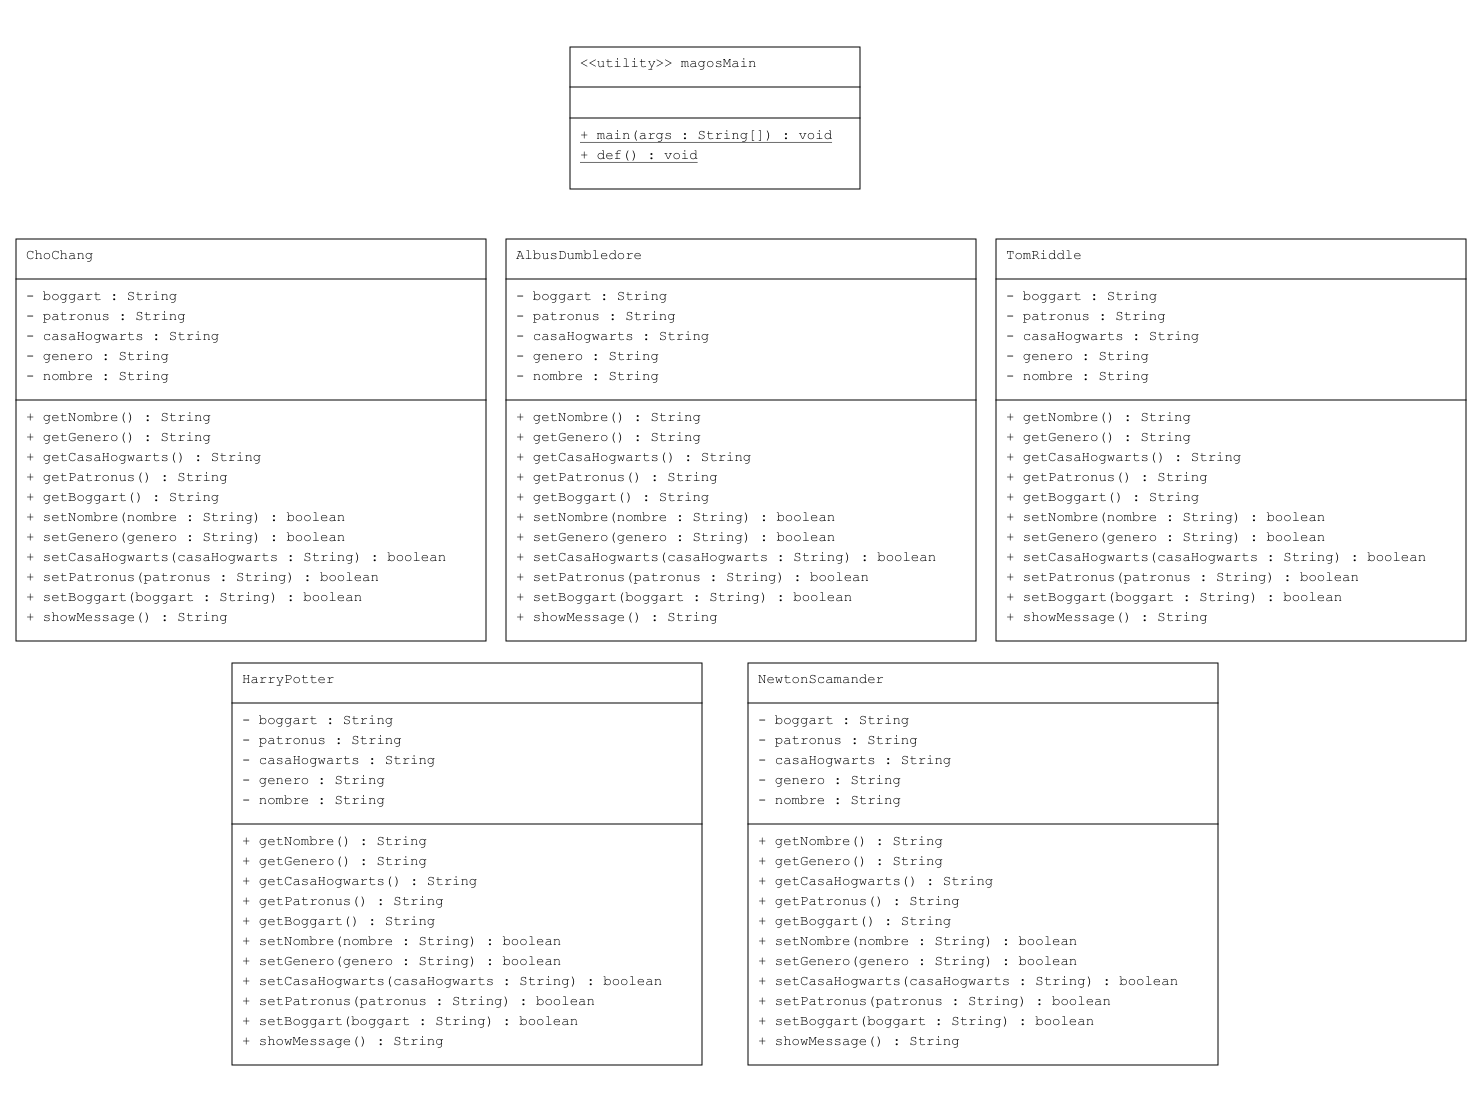 <<utility>> magosMain
+ main(args : String[]) : void
+ def() : void
ChoChang
- boggart : String
- patronus : String
- casaHogwarts : String
- genero : String
- nombre : String
+ getNombre() : String
+ getGenero() : String
+ getCasaHogwarts() : String
+ getPatronus() : String
+ getBoggart() : String
+ setNombre(nombre : String) : boolean
+ setGenero(genero : String) : boolean
+ setCasaHogwarts(casaHogwarts : String) : boolean
+ setPatronus(patronus : String) : boolean
+ setBoggart(boggart : String) : boolean
+ showMessage() : String
AlbusDumbledore
- boggart : String
- patronus : String
- casaHogwarts : String
- genero : String
- nombre : String
+ getNombre() : String
+ getGenero() : String
+ getCasaHogwarts() : String
+ getPatronus() : String
+ getBoggart() : String
+ setNombre(nombre : String) : boolean
+ setGenero(genero : String) : boolean
+ setCasaHogwarts(casaHogwarts : String) : boolean
+ setPatronus(patronus : String) : boolean
+ setBoggart(boggart : String) : boolean
+ showMessage() : String
TomRiddle
- boggart : String
- patronus : String
- casaHogwarts : String
- genero : String
- nombre : String
+ getNombre() : String
+ getGenero() : String
+ getCasaHogwarts() : String
+ getPatronus() : String
+ getBoggart() : String
+ setNombre(nombre : String) : boolean
+ setGenero(genero : String) : boolean
+ setCasaHogwarts(casaHogwarts : String) : boolean
+ setPatronus(patronus : String) : boolean
+ setBoggart(boggart : String) : boolean
+ showMessage() : String
HarryPotter
- boggart : String
- patronus : String
- casaHogwarts : String
- genero : String
- nombre : String
+ getNombre() : String
+ getGenero() : String
+ getCasaHogwarts() : String
+ getPatronus() : String
+ getBoggart() : String
+ setNombre(nombre : String) : boolean
+ setGenero(genero : String) : boolean
+ setCasaHogwarts(casaHogwarts : String) : boolean
+ setPatronus(patronus : String) : boolean
+ setBoggart(boggart : String) : boolean
+ showMessage() : String
NewtonScamander
- boggart : String
- patronus : String
- casaHogwarts : String
- genero : String
- nombre : String
+ getNombre() : String
+ getGenero() : String
+ getCasaHogwarts() : String
+ getPatronus() : String
+ getBoggart() : String
+ setNombre(nombre : String) : boolean
+ setGenero(genero : String) : boolean
+ setCasaHogwarts(casaHogwarts : String) : boolean
+ setPatronus(patronus : String) : boolean
+ setBoggart(boggart : String) : boolean
+ showMessage() : String